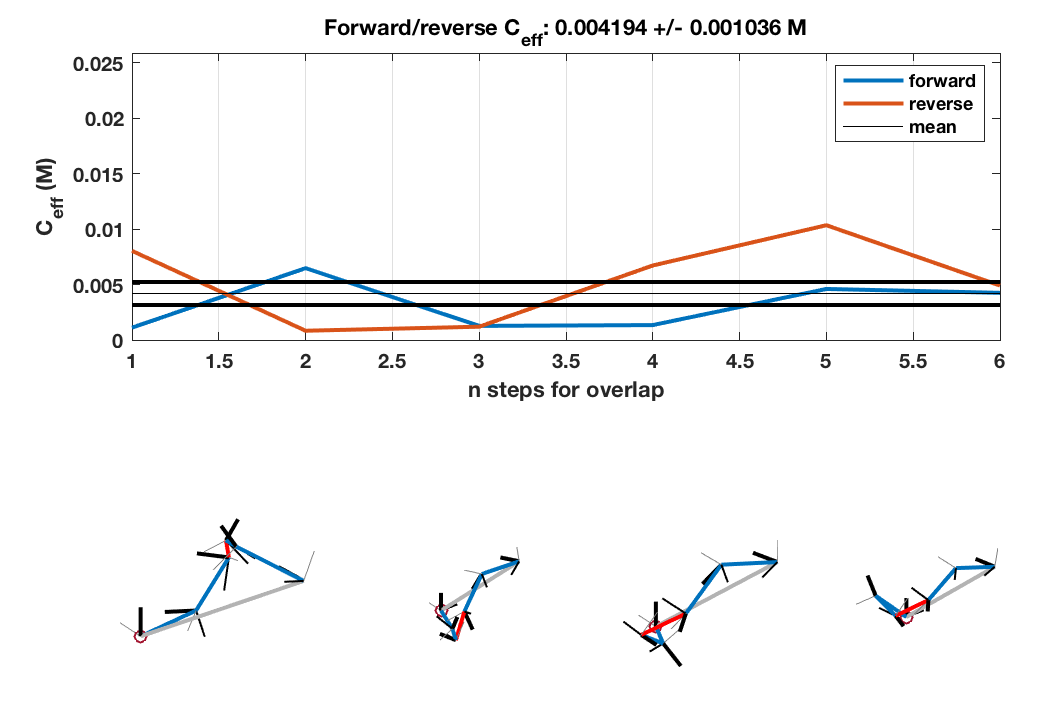 Forward/reverse Ceff: 0.004194 +/- 0.001036 M
0.025
0.02
0.015
0.01
0.005
0
Ceff (M)
forward
reverse
mean
1 1.5 2 2.5 3 3.5 4 4.5 5 5.5 6
n steps for overlap